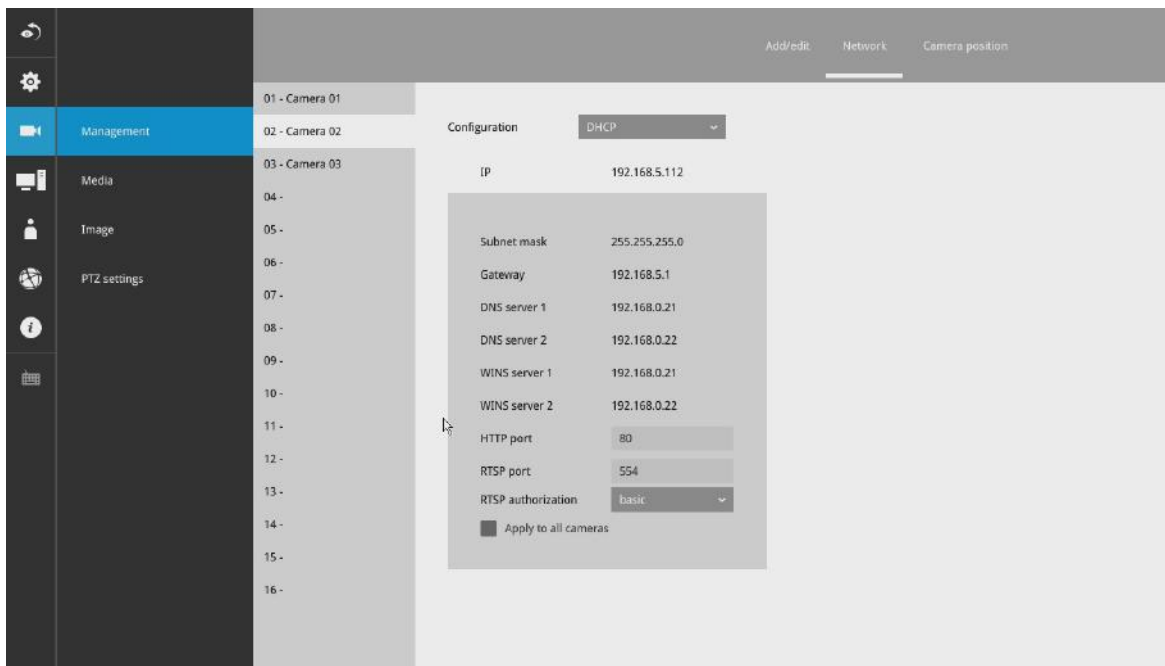 Add/edit Network Camera position
Management
Media
Image
PTZ settings
01 - Camera 01
02 - Camera 02
03 - Camera 03
04 -
05 -
06 -
07 -
08 -
09 -
10 -
11 -
12 -
13 -
14 -
15 -
16 -
Configuration DHCP
IP 192.168.5.112
Subnet mask 255.255.255.0
Gateway 192.168.5.1
DNS server 1 192.168.0.21
DNS server 2 192.168.0.22
WINS server 1 192.168.0.21
WINS server 2 192.168.0.22
HTTP port 80
RTSP port 554
RTSP authorization basic
Apply to all cameras